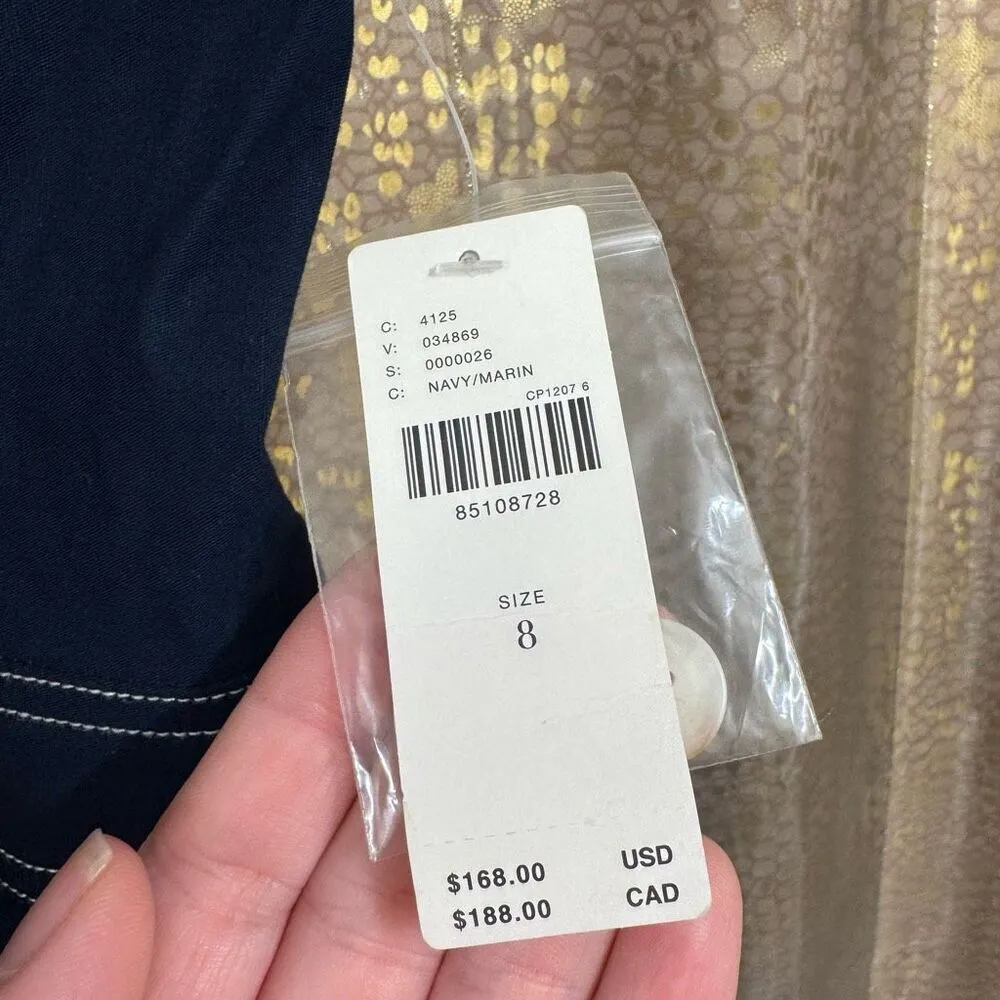 C: 4125
V: 034869
S: 0000026
C: NAVY/MARIN
CP1207 6
85108728
SIZE
8
$168.00 USD
$188.00 CAD